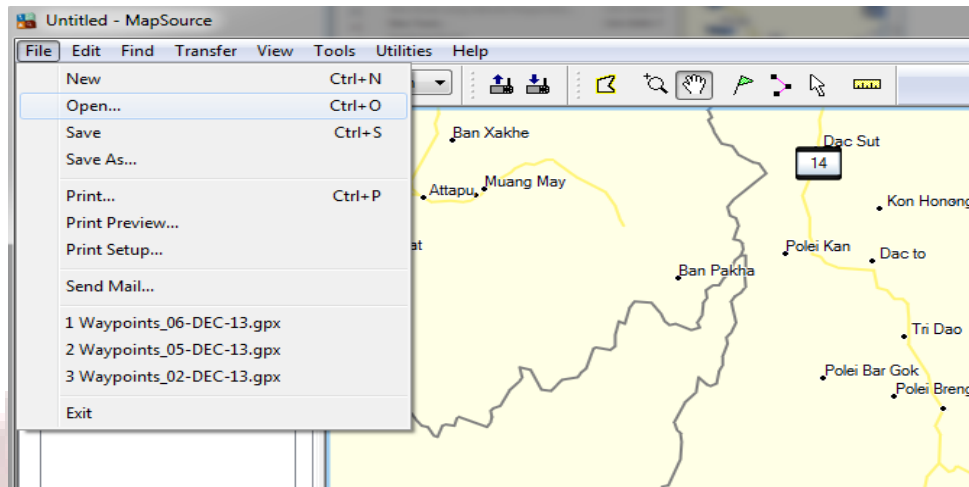 Untitled - MapSource
File Edit Find Transfer View Tools Utilities Help
New Ctrl+N
Open... Ctrl+O
Save Ctrl+S
Save As...
Print... Ctrl+P
Print Preview...
Print Setup...
Send Mail...
1 Waypoints_06-DEC-13.gpx
2 Waypoints_05-DEC-13.gpx
3 Waypoints_02-DEC-13.gpx
Exit
Ban Xakhe
Dac Sut
14
Attapu
Muang May
Kon Honong
at
Polei Kan
Dac to
Ban Pakha
Tri Dao
Polei Bar Gok
Polei Breng